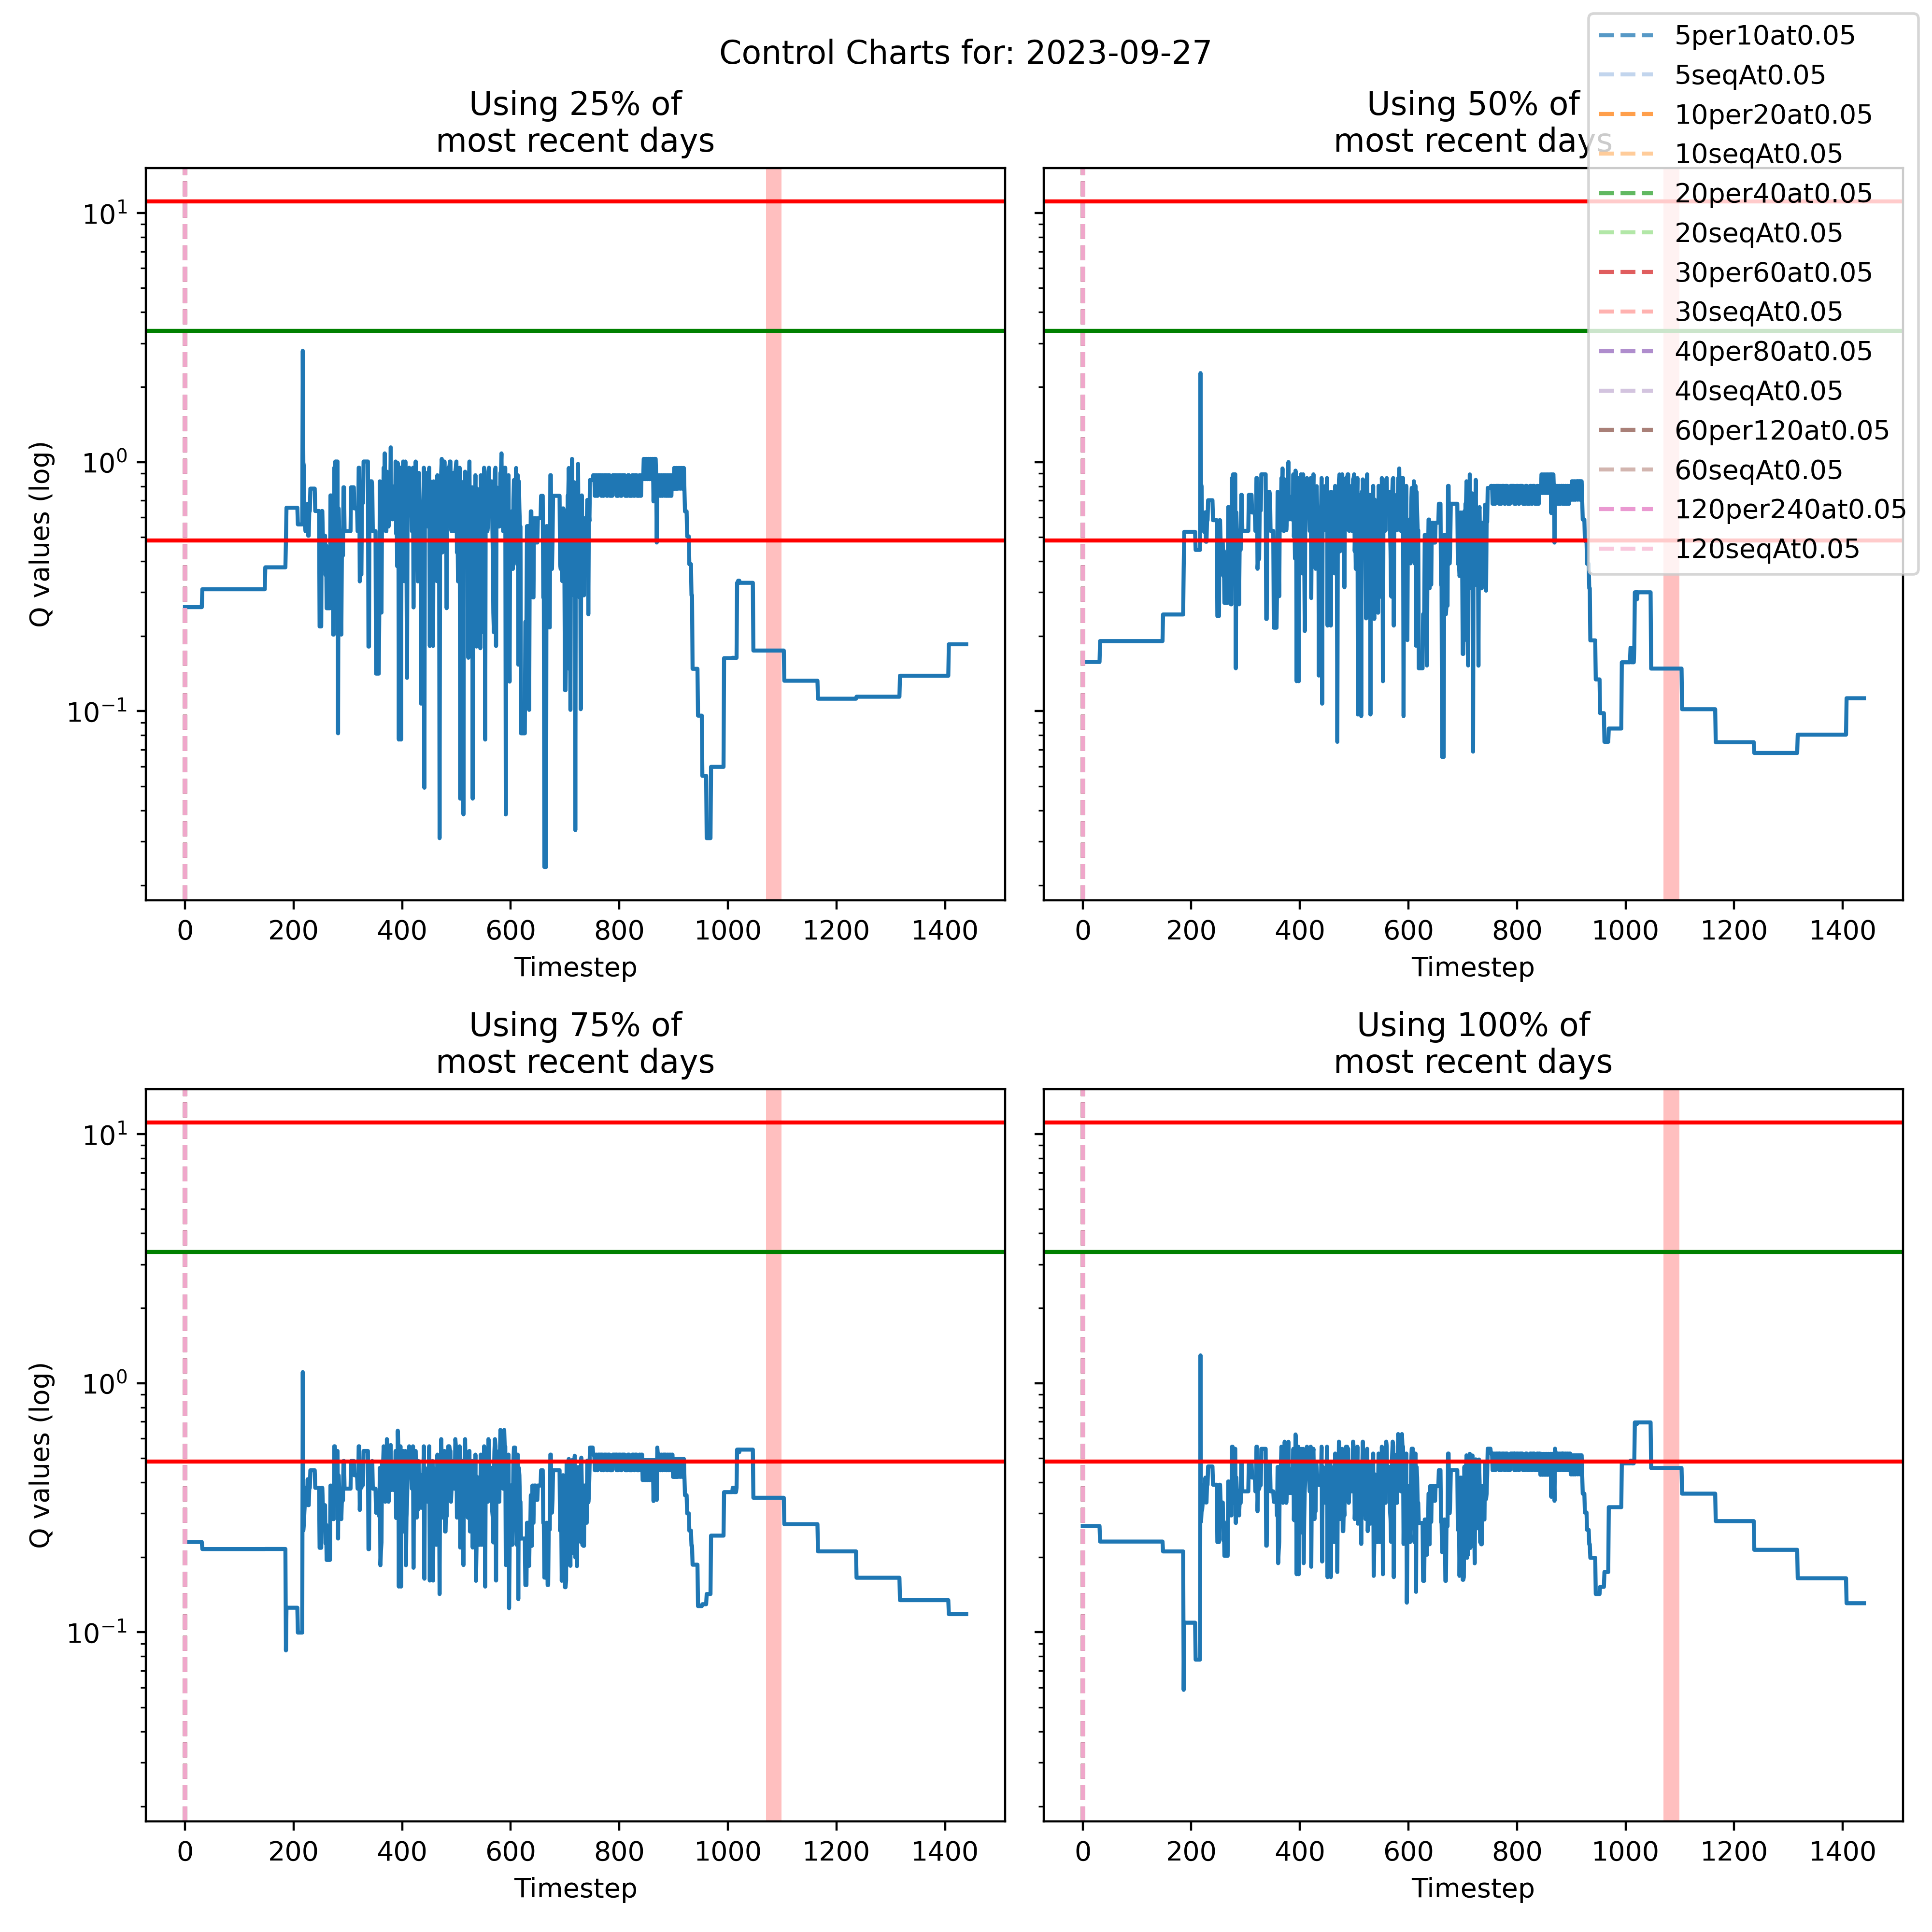 Control Charts for: 2023-09-27
5per10at0.05
5seqAt0.05
10per20at0.05
10seqAt0.05
20per40at0.05
20seqAt0.05
30per60at0.05
30seqAt0.05
40per80at0.05
40seqAt0.05
60per120at0.05
60seqAt0.05
120per240at0.05
120seqAt0.05
Using 25% of
most recent days
Q values (log)
10¹
10⁰
10⁻¹
0 200 400 600 800 1000 1200 1400
Timestep
Using 50% of
most recent days
0 200 400 600 800 1000 1200 1400
Timestep
Using 75% of
most recent days
Q values (log)
10¹
10⁰
10⁻¹
0 200 400 600 800 1000 1200 1400
Timestep
Using 100% of
most recent days
0 200 400 600 800 1000 1200 1400
Timestep